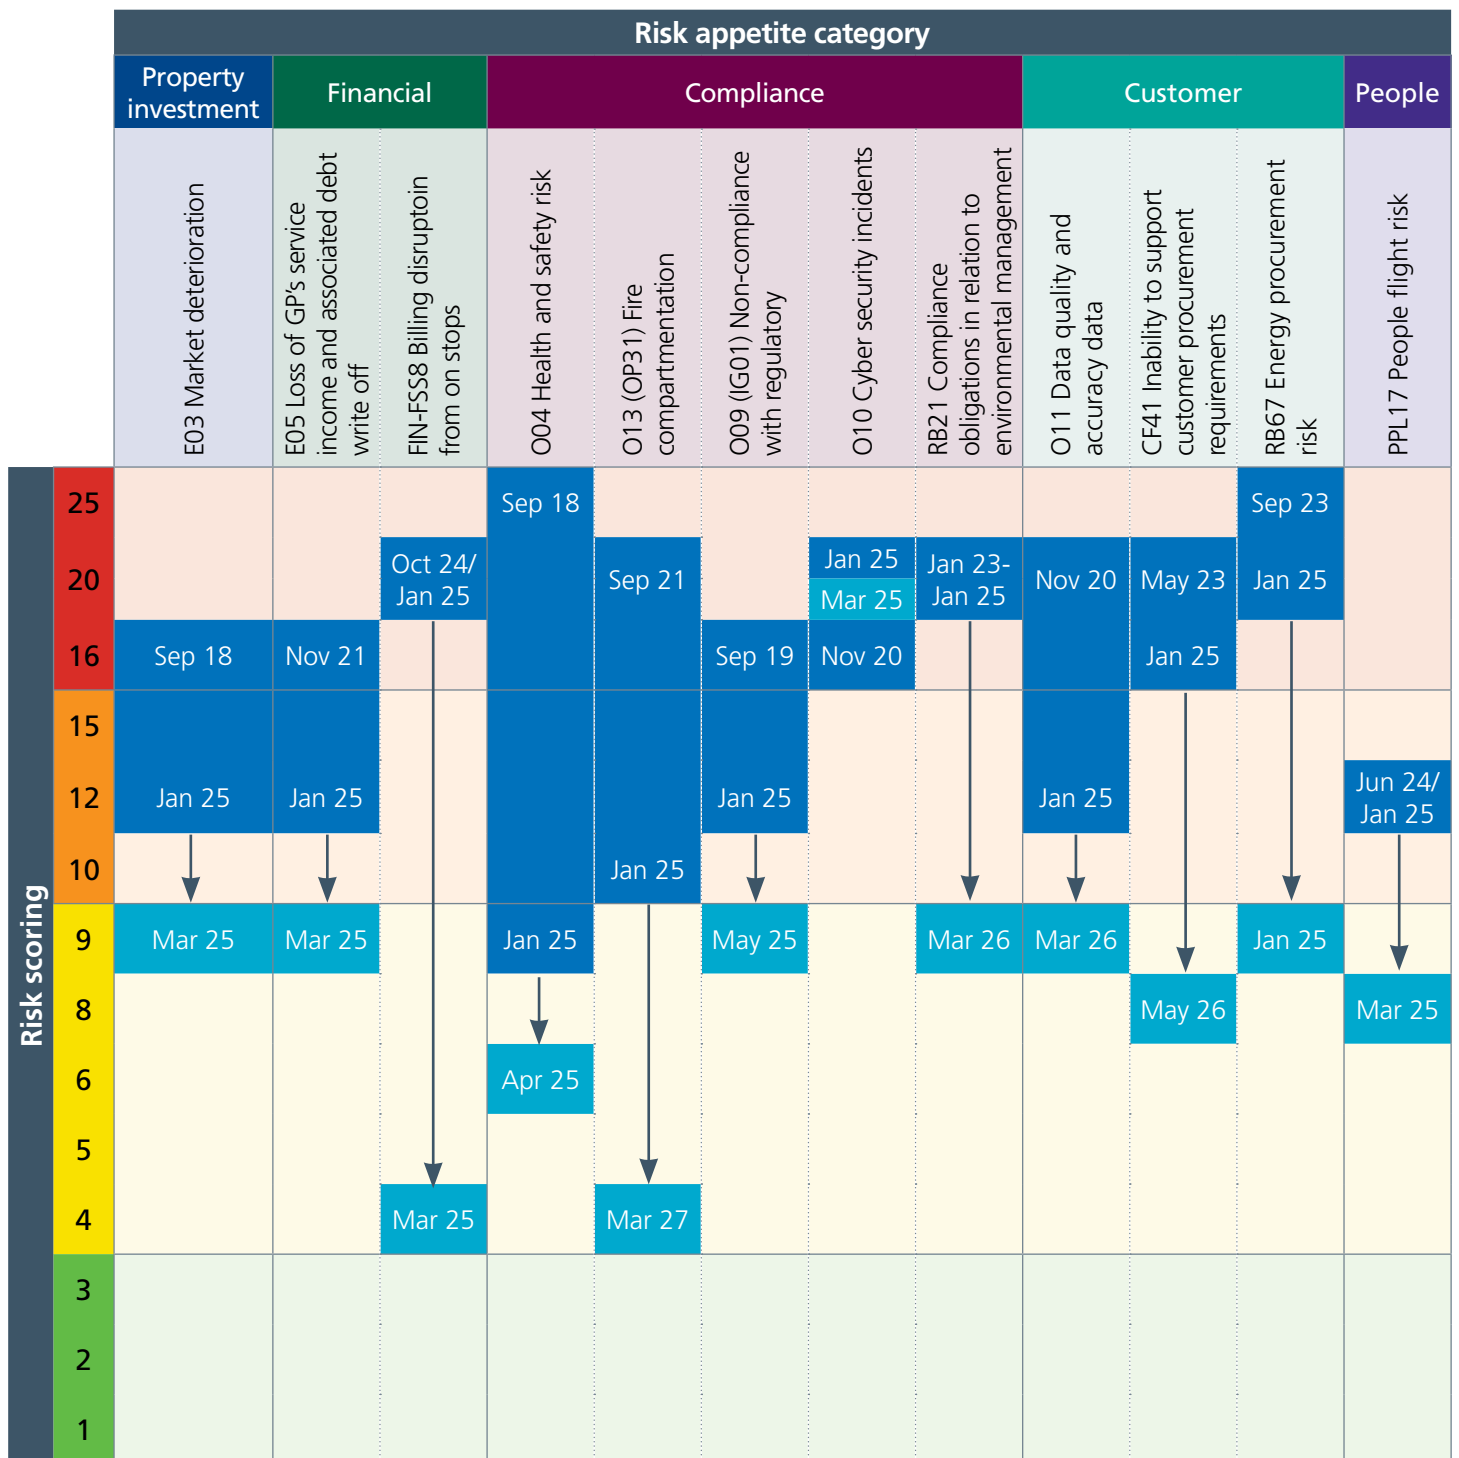 Risk appetite category
Property
investment
Financial
Compliance
Customer
People
E03 Market deterioration
E05 Loss of GP's service
income and associated debt
write off
FIN-FSS8 Billing disruptoin
from on stops
O04 Health and safety risk
O13 (OP31) Fire
compartmentation
O09 (IG01) Non-compliance
with regulatory
O10 Cyber security incidents
RB21 Compliance
obligations in relation to
environmental management
O11 Data quality and
accuracy data
CF41 Inability to support
customer procurement
requirements
RB67 Energy procurement
risk
PPL17 People flight risk
Risk scoring
25
Sep 18
Sep 23
20
Oct 24/
Jan 25
Sep 21
Jan 25
Mar 25
Jan 23-
Jan 25
Nov 20
May 23
Jan 25
16
Sep 18
Nov 21
Sep 19
Nov 20
Jan 25
15
12
Jan 25
Jan 25
Jan 25
Jan 25
Jun 24/
Jan 25
10
Jan 25
9
Mar 25
Mar 25
Jan 25
May 25
Mar 26
Mar 26
Jan 25
8
May 26
Mar 25
6
Apr 25
5
4
Mar 25
Mar 27
3
2
1